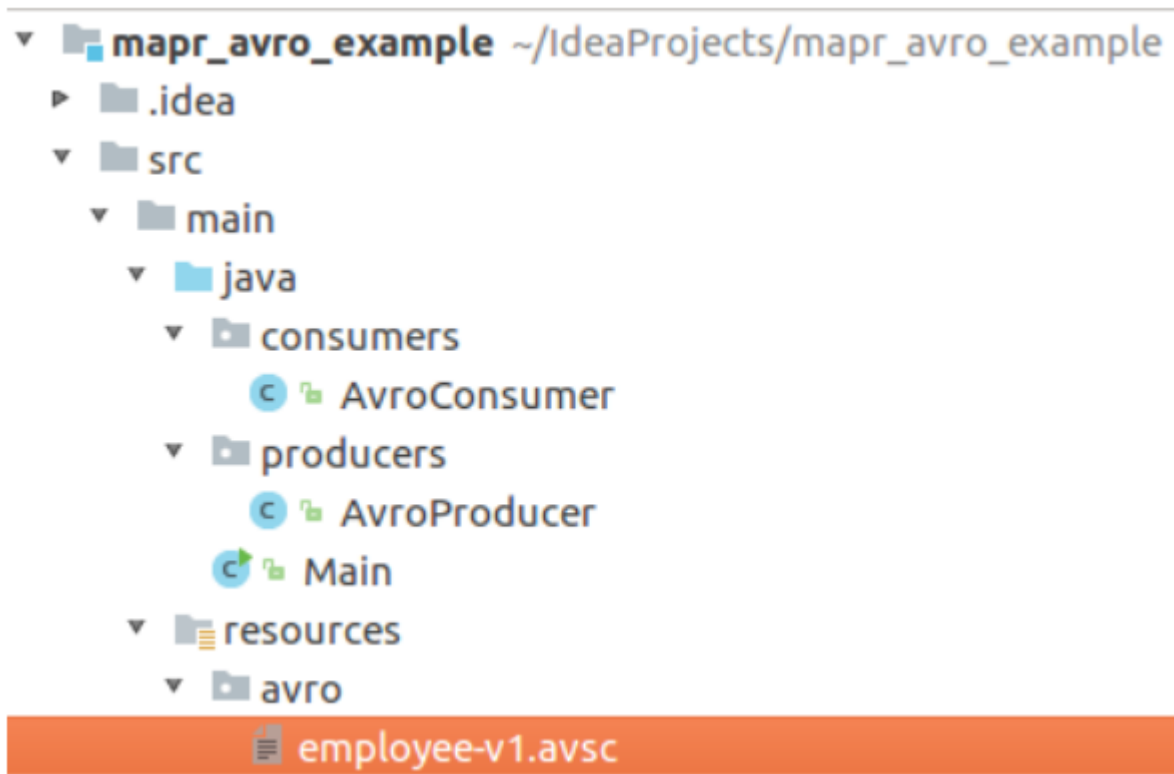 mapr_avro_example ~/IdeaProjects/mapr_avro_example
.idea
src
main
java
consumers
C AvroConsumer
producers
C AvroProducer
C Main
resources
avro
employee-v1.avsc